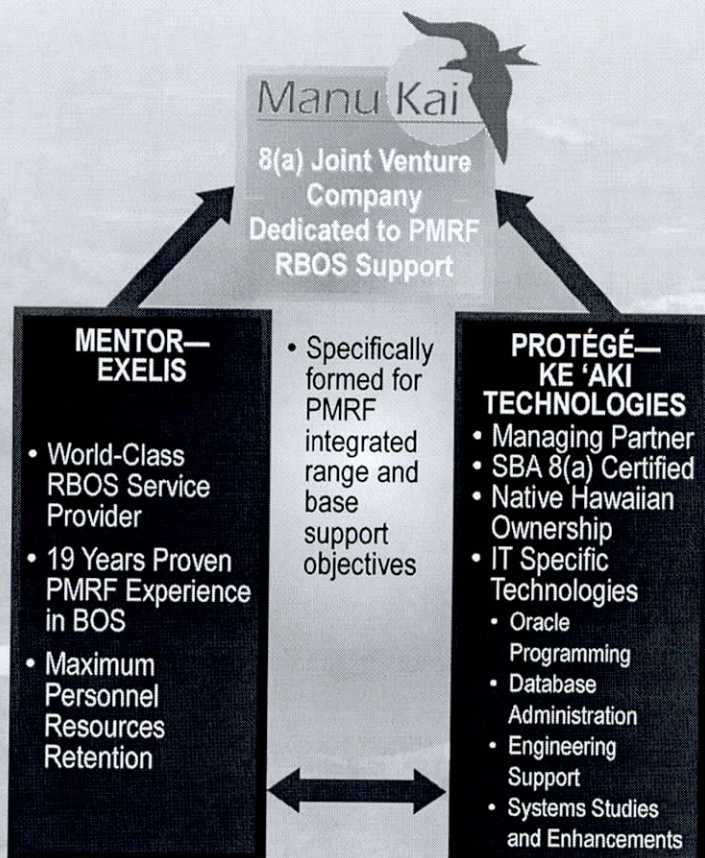 Manu Kai
8(a) Joint Venture
Company
Dedicated to PMRF
RBOS Support
MENTOR—
EXELIS
• World-Class
RBOS Service
Provider
• 19 Years Proven
PMRF Experience
in BOS
• Maximum
Personnel
Resources
Retention
• Specifically
formed for
PMRF
integrated
range and
base
support
objectives
PROTÉGÉ—
KE ‘AKI
TECHNOLOGIES
• Managing Partner
• SBA 8(a) Certified
• Native Hawaiian
Ownership
• IT Specific
Technologies
• Oracle
Programming
• Database
Administration
• Engineering
Support
• Systems Studies
and Enhancements